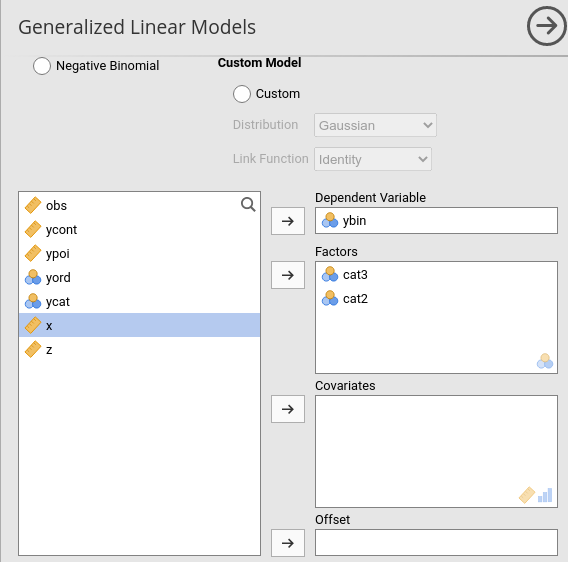 Generalized Linear Models
Negative Binomial
Custom Model
Custom
Distribution Gaussian
Link Function Identity
obs
ycont
ypoi
yord
ycat
x
z
Dependent Variable
ybin
Factors
cat3
cat2
Covariates
Offset